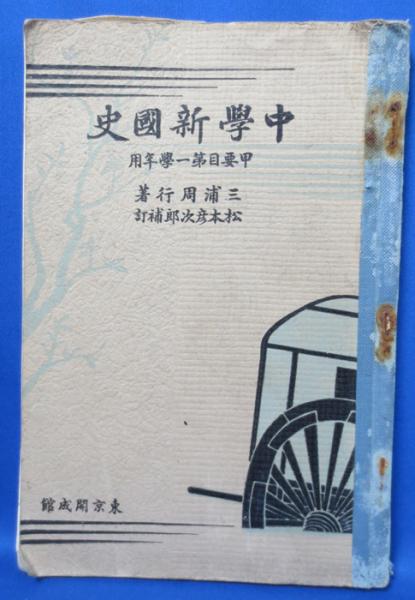 中學新國史
甲要目第一學年用
三浦周行著
松本彦次郎補訂
東京開成館